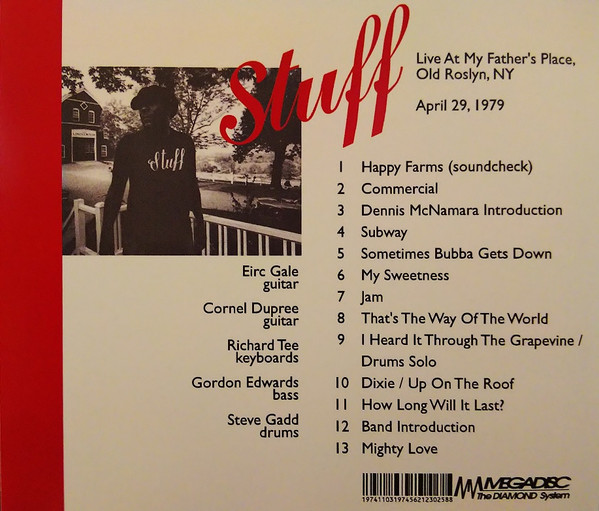 Stuff
Live At My Father's Place,
Old Roslyn, NY
April 29, 1979
Stuff
Eirc Gale
guitar
Cornel Dupree
guitar
Richard Tee
keyboards
Gordon Edwards
bass
Steve Gadd
drums
1 Happy Farms (soundcheck)
2 Commercial
3 Dennis McNamara Introduction
4 Subway
5 Sometimes Bubba Gets Down
6 My Sweetness
7 Jam
8 That's The Way Of The World
9 I Heard It Through The Grapevine /
Drums Solo
10 Dixie / Up On The Roof
11 How Long Will It Last?
12 Band Introduction
13 Mighty Love
19741103197456212302588
MEGADISC
The DIAMOND System